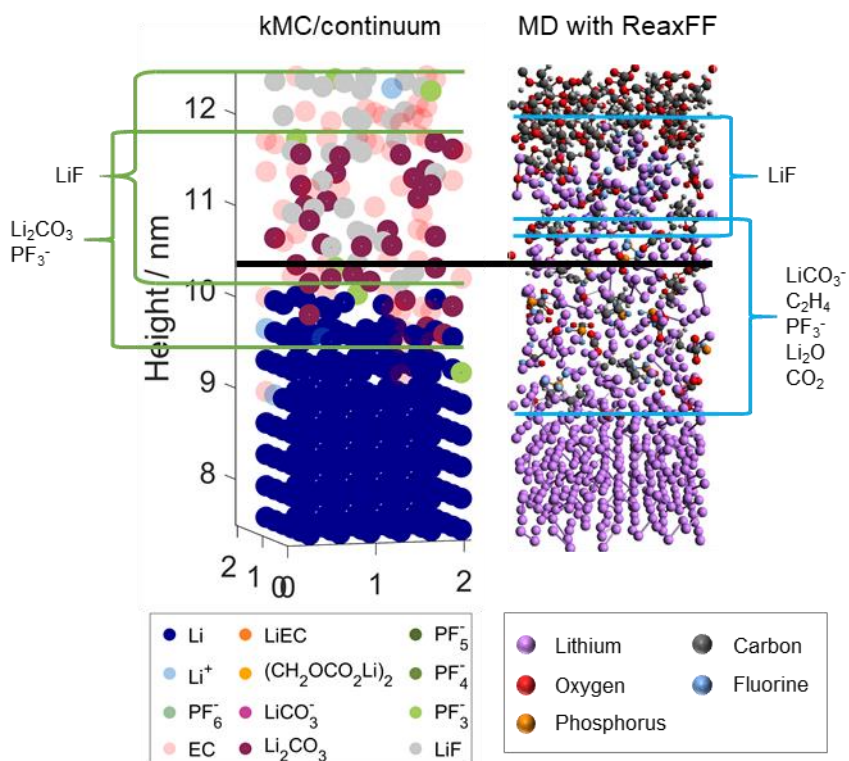 kMC/continuum
MD with ReaxFF
12
11
10
9
8
Height / nm
2
1
0
0
1
2
LiF
Li₂CO₃
PF₃⁻
LiF
LiCO₃⁻
C₂H₄
PF₃⁻
Li₂O
CO₂
Li
Li⁺
PF₆⁻
EC
LiEC
(CH₂OCO₂Li)₂
LiCO₃⁻
Li₂CO₃
PF₅⁻
PF₄⁻
PF₃⁻
LiF
Lithium
Oxygen
Phosphorus
Carbon
Fluorine